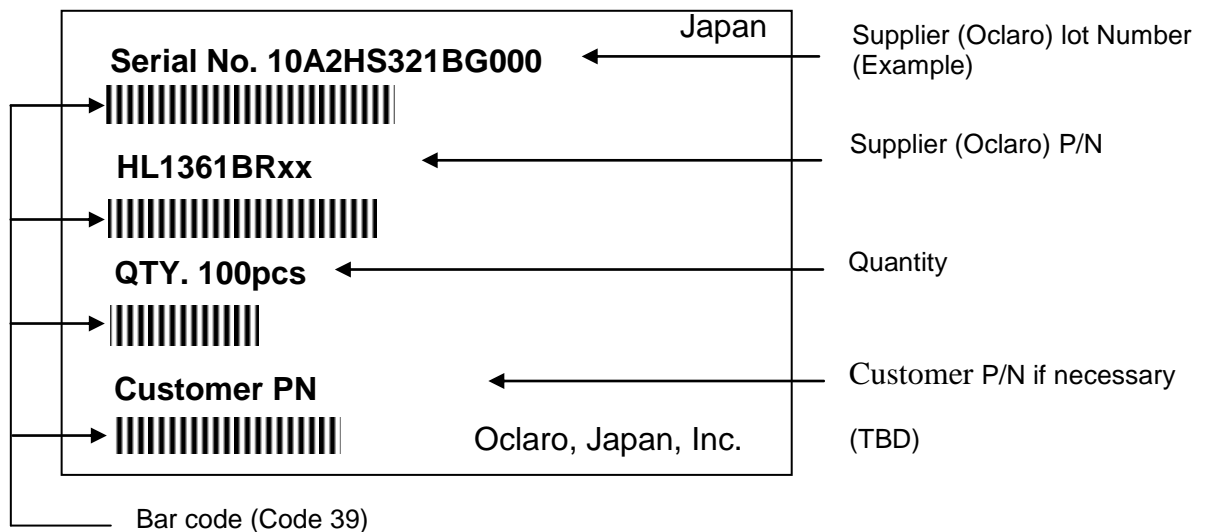 Japan
Serial No. 10A2HS321BG000
Supplier (Oclaro) lot Number
(Example)
HL1361BRxx
Supplier (Oclaro) P/N
QTY. 100pcs
Quantity
Customer PN
Customer P/N if necessary
(TBD)
Oclaro, Japan, Inc.
Bar code (Code 39)